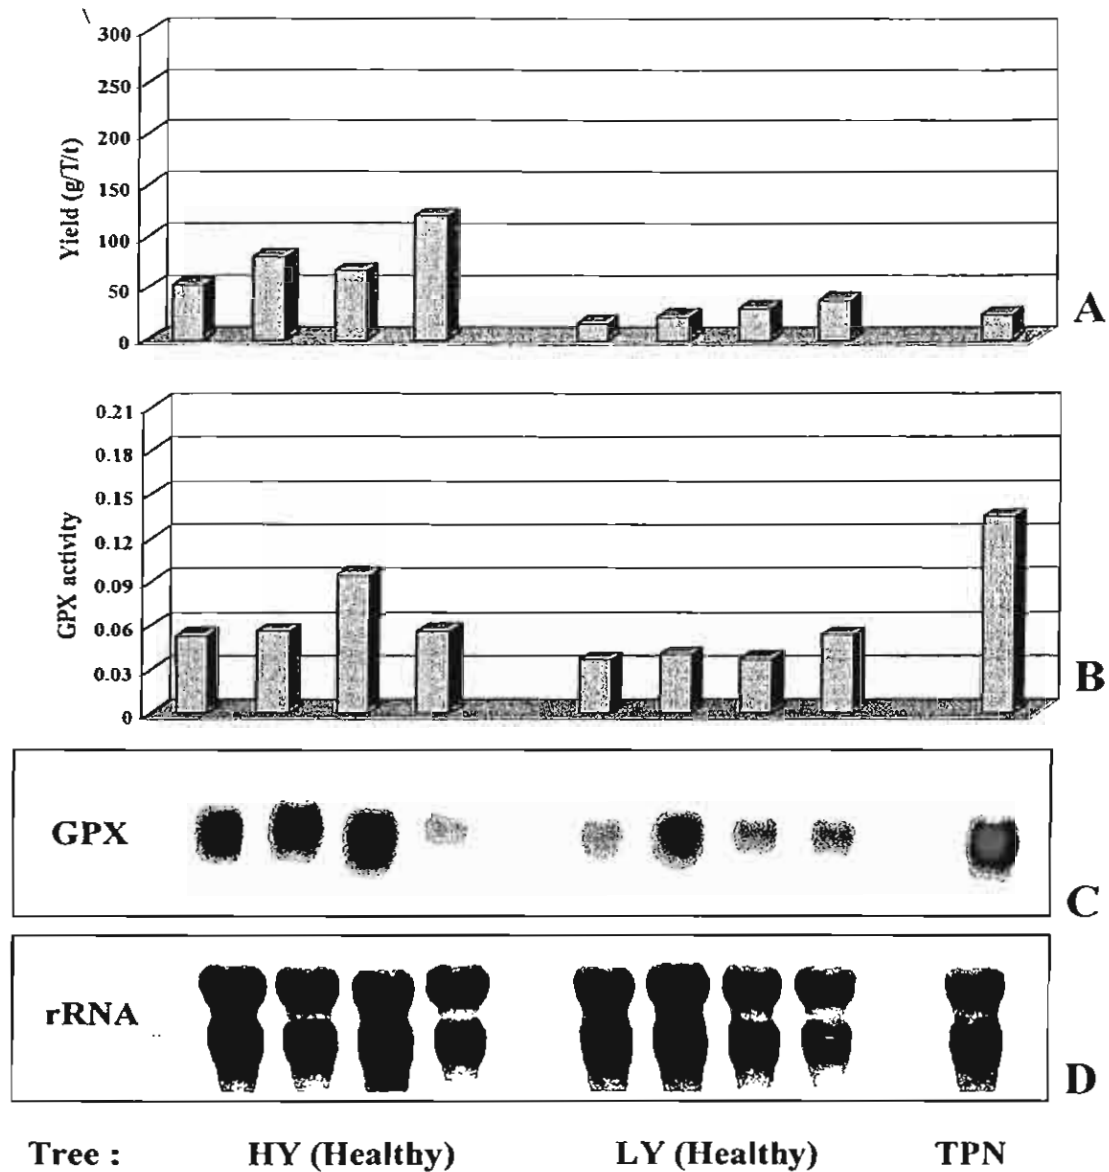 300
250
200
150
100
50
0
Yield (g/T/t)
A
0.21
0.18
0.15
0.12
0.09
0.06
0.03
0
GPX activity
B
GPX
C
rRNA
D
Tree : HY (Healthy) LY (Healthy) TPN